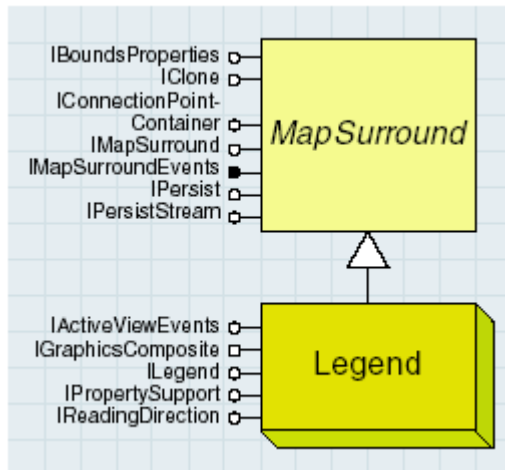 IBoundsProperties
IClone
IConnectionPoint-
Container
IMapSurround
IMapSurroundEvents
IPersist
IPersistStream
MapSurround
IActiveViewEvents
IGraphicsComposite
ILegend
IPropertySupport
IReadingDirection
Legend